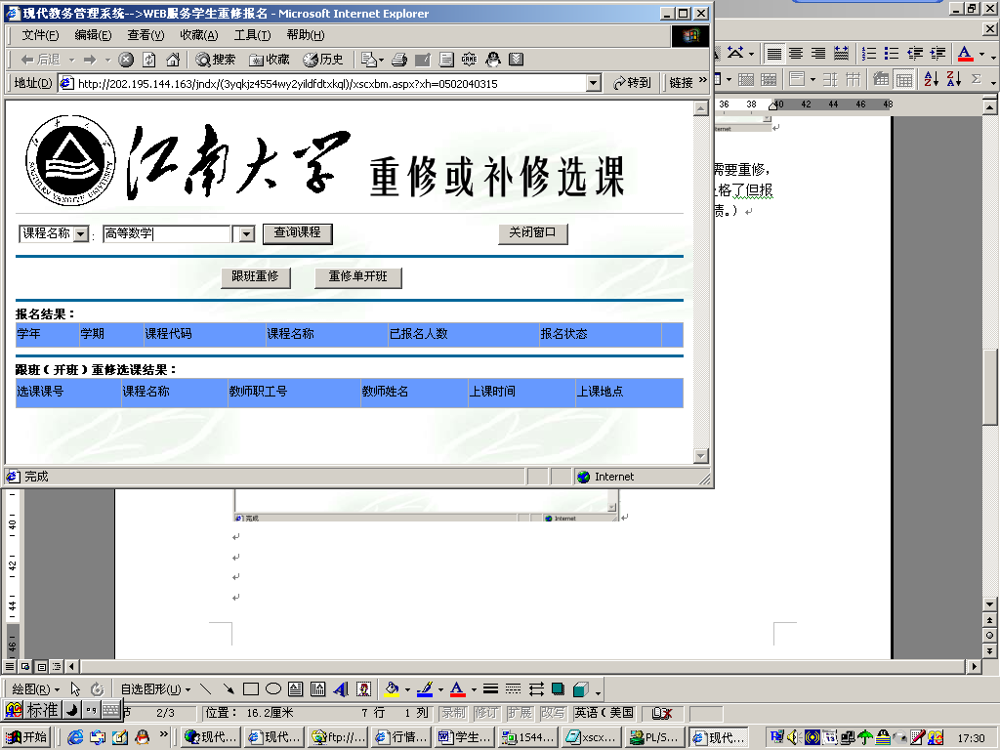 现代教务管理系统-->WEB服务学生重修报名 - Microsoft Internet Explorer
文件(F) 编辑(E) 查看(V) 收藏(A) 工具(T) 帮助(H)
后退 搜索 收藏 历史
地址(D) http://202.195.144.163/jndx/(3yqkjz4554wy2yildfdtxkql)/xscxbm.aspx?xh=0502040315 转到 链接 »
36 38 40 42 44 46 48
江南大学 重修或补修选课
需要重修，
格了但报
责。）
课程名称 ： 高等数学 查询课程 关闭窗口
跟班重修 重修单开班
报名结果：
学年 学期 课程代码 课程名称 已报名人数 报名状态
跟班（开班）重修选课结果：
选课课号 课程名称 教师职工号 教师姓名 上课时间 上课地点
完成 Internet
完成 Internet
40
42
44
46
绘图(R) 自选图形(U)
标准 节 2/3 位置： 16.2厘米 7 行 1 列 录制 修订 扩展 改写 英语(美国
开始 » 现代... 现代... ftp://... 行情... 学生... 1544... xscx... PL/S... 现代... 17:30